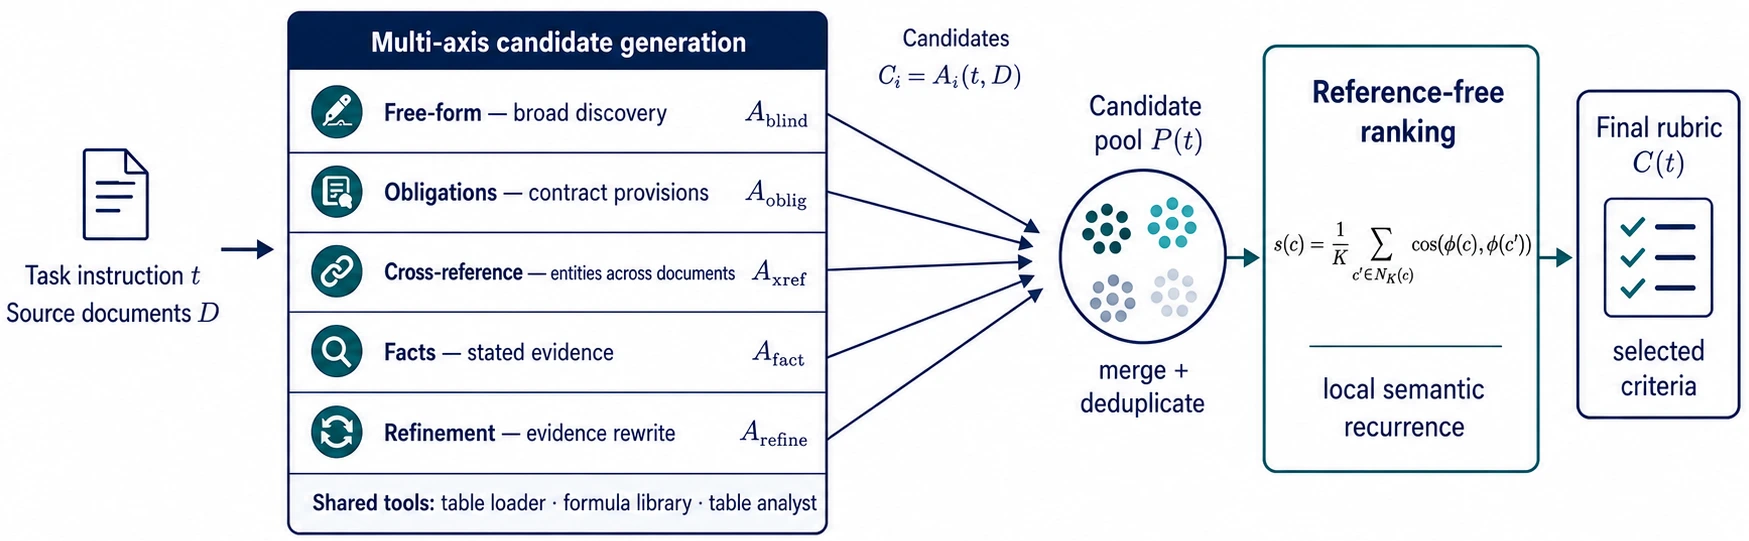 Task instruction t
Source documents D
Multi-axis candidate generation
Free-form — broad discovery A_blind
Obligations — contract provisions A_oblig
Cross-reference — entities across documents A_xref
Facts — stated evidence A_fact
Refinement — evidence rewrite A_refine
Shared tools: table loader · formula library · table analyst
Candidates
C_i = A_i(t, D)
Candidate
pool P(t)
merge +
deduplicate
Reference-free
ranking
s(c) = 1/K ∑_{c'∈N_K(c)} cos(ϕ(c), ϕ(c'))
local semantic
recurrence
Final rubric
C(t)
selected
criteria